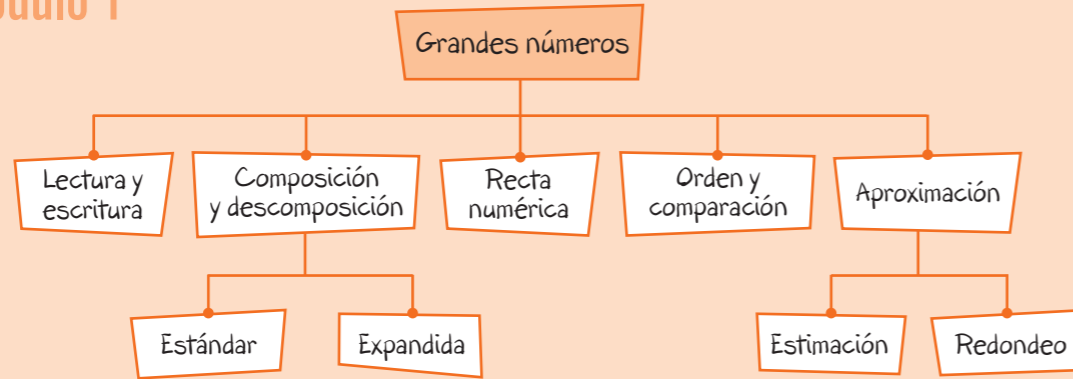 Grandes números
Lectura y
escritura
Composición
y descomposición
Recta
numérica
Orden y
comparación
Aproximación
Estándar
Expandida
Estimación
Redondeo